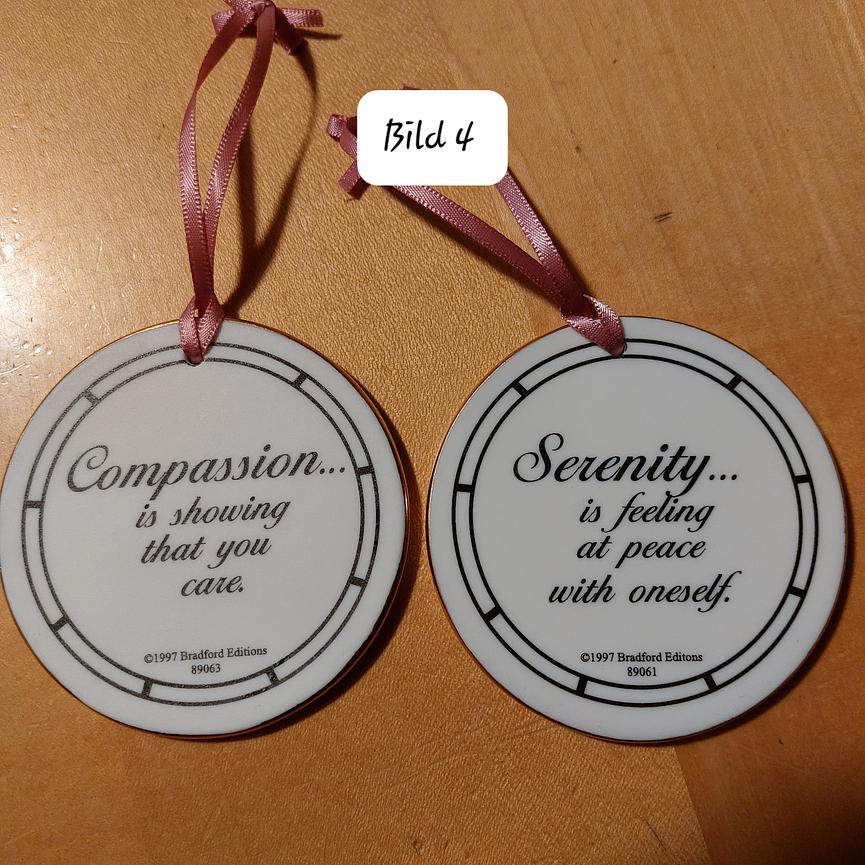 Bild 4
Compassion...
is showing
that you
care.
©1997 Bradford Editions
89063
Serenity...
is feeling
at peace
with oneself.
©1997 Bradford Editons
89061